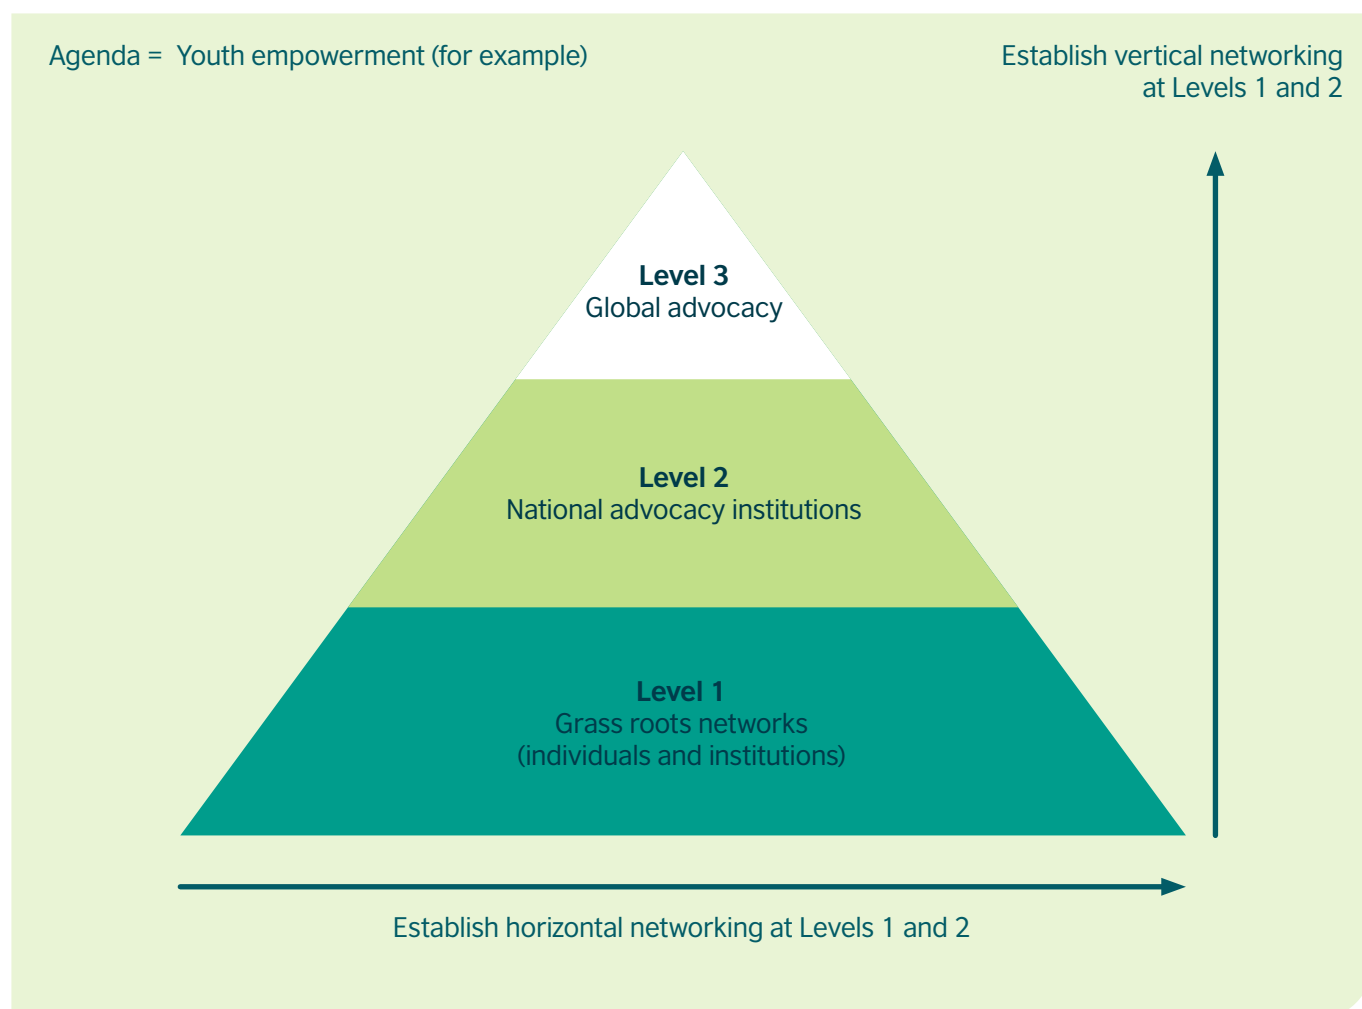 Agenda = Youth empowerment (for example)
Establish vertical networking
at Levels 1 and 2
Level 3
Global advocacy
Level 2
National advocacy institutions
Level 1
Grass roots networks
(individuals and institutions)
Establish horizontal networking at Levels 1 and 2